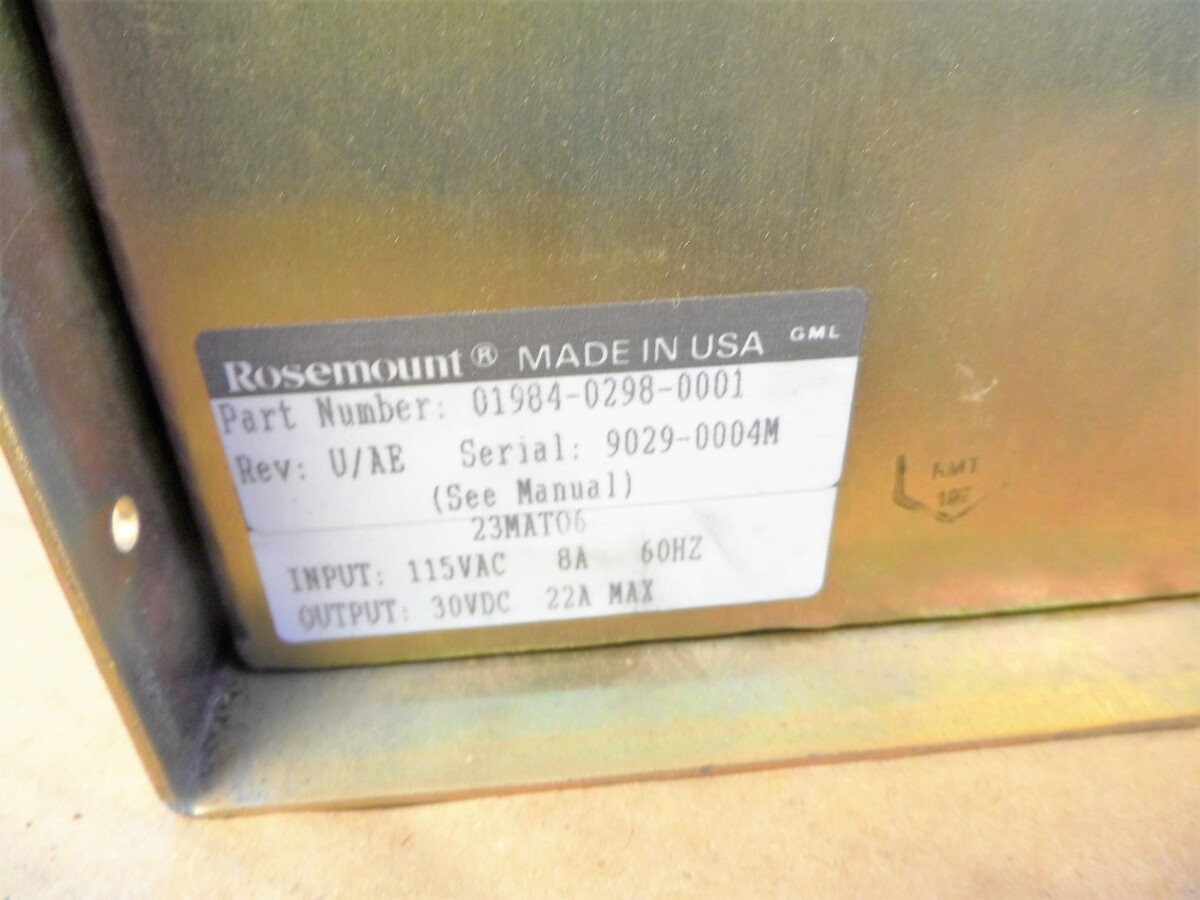 Rosemount® MADE IN USA GML
Part Number: 01984-0298-0001
Rev: U/AE Serial: 9029-0004M
(See Manual)
23MAT06
INPUT: 115VAC 8A 60HZ
OUTPUT: 30VDC 22A MAX